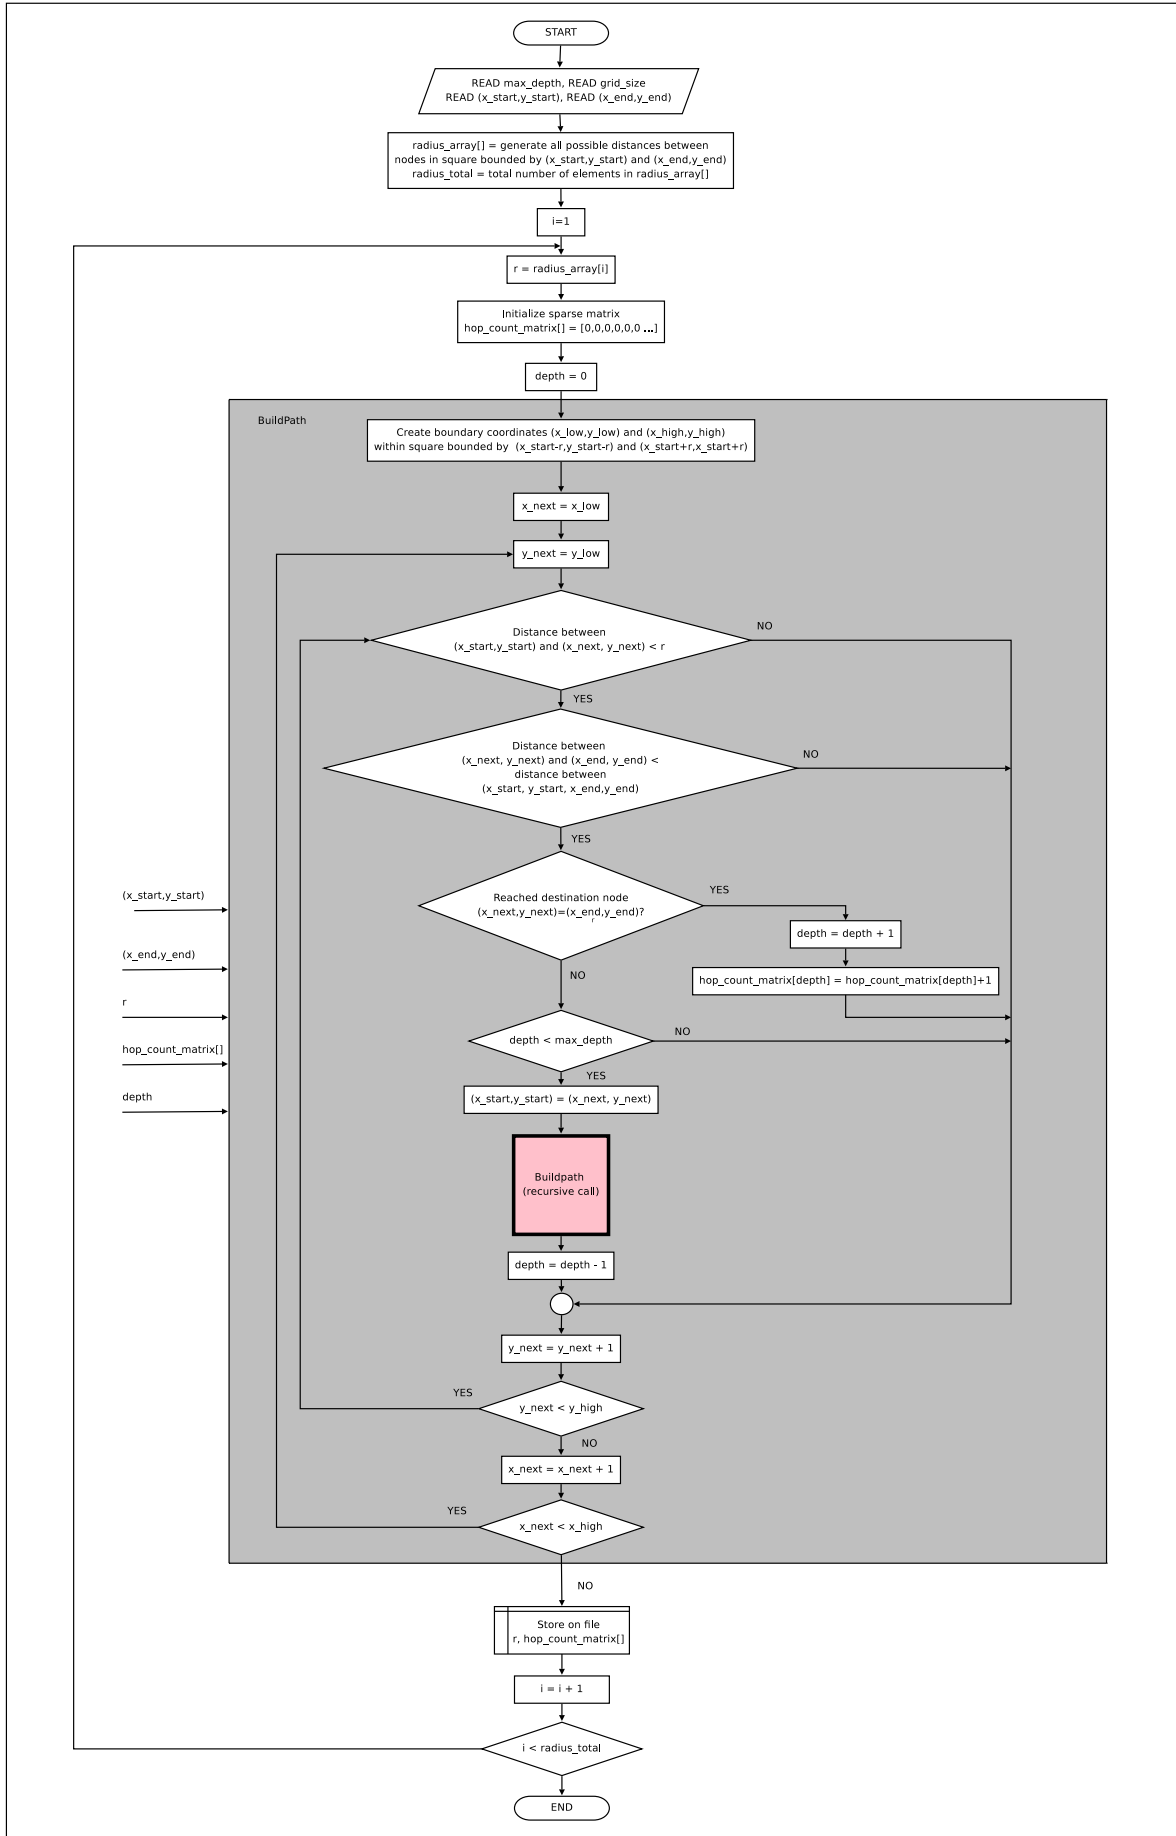 START
READ max_depth, READ grid_size
READ (x_start,y_start), READ (x_end,y_end)
radius_array[] = generate all possible distances between
nodes in square bounded by (x_start,y_start) and (x_end,y_end)
radius_total = total number of elements in radius_array[]
i=1
r = radius_array[i]
Initialize sparse matrix
hop_count_matrix[] = [0,0,0,0,0,0 ...]
depth = 0
BuildPath
Create boundary coordinates (x_low,y_low) and (x_high,y_high)
within square bounded by (x_start-r,y_start-r) and (x_start+r,x_start+r)
x_next = x_low
y_next = y_low
Distance between
(x_start,y_start) and (x_next, y_next) < r
NO
YES
Distance between
(x_next, y_next) and (x_end, y_end) <
distance between
(x_start, y_start, x_end,y_end)
NO
YES
Reached destination node
(x_next,y_next)=(x_end,y_end)?
r
YES
depth = depth + 1
hop_count_matrix[depth] = hop_count_matrix[depth]+1
NO
(x_start,y_start)
(x_end,y_end)
r
hop_count_matrix[]
depth
depth < max_depth
NO
YES
(x_start,y_start) = (x_next, y_next)
Buildpath
(recursive call)
depth = depth - 1
y_next = y_next + 1
YES
y_next < y_high
NO
x_next = x_next + 1
YES
x_next < x_high
NO
Store on file
r, hop_count_matrix[]
i = i + 1
i < radius_total
END